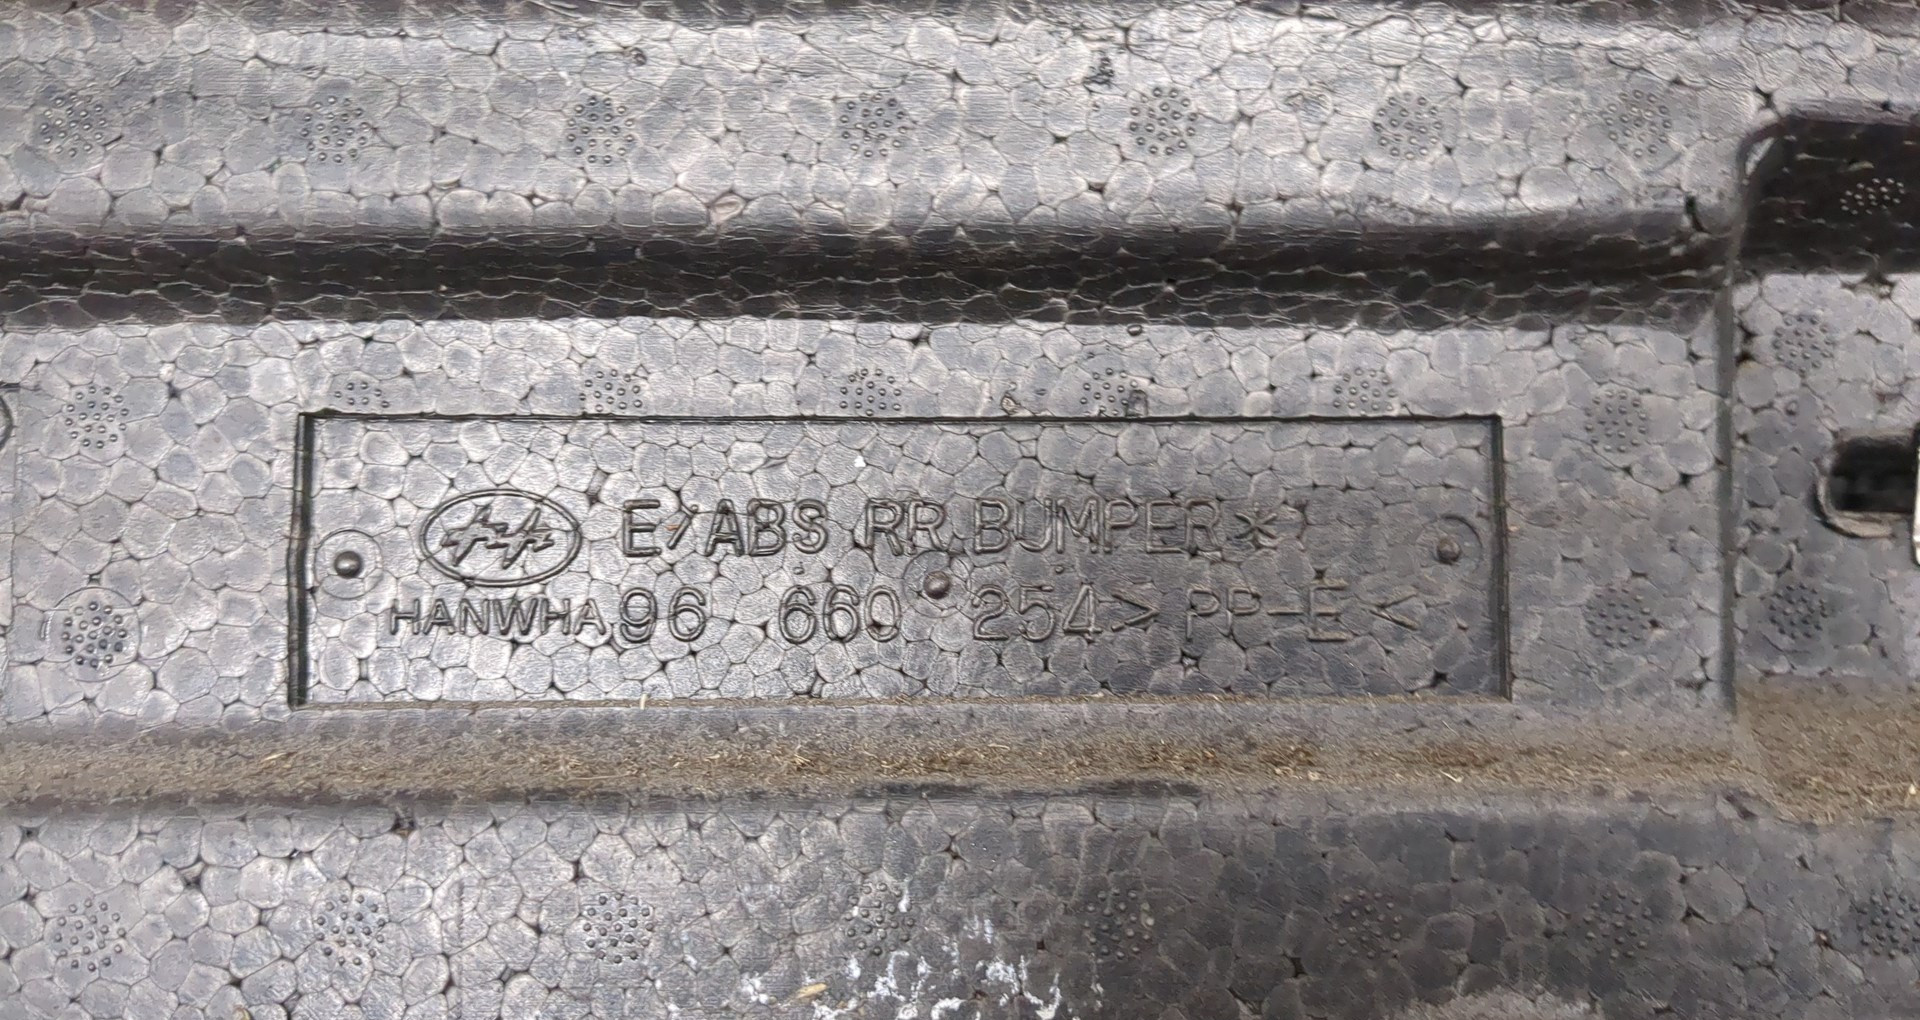 E/ABS RR BUMPER*
HANWHA 96 660 254 > PP-E <